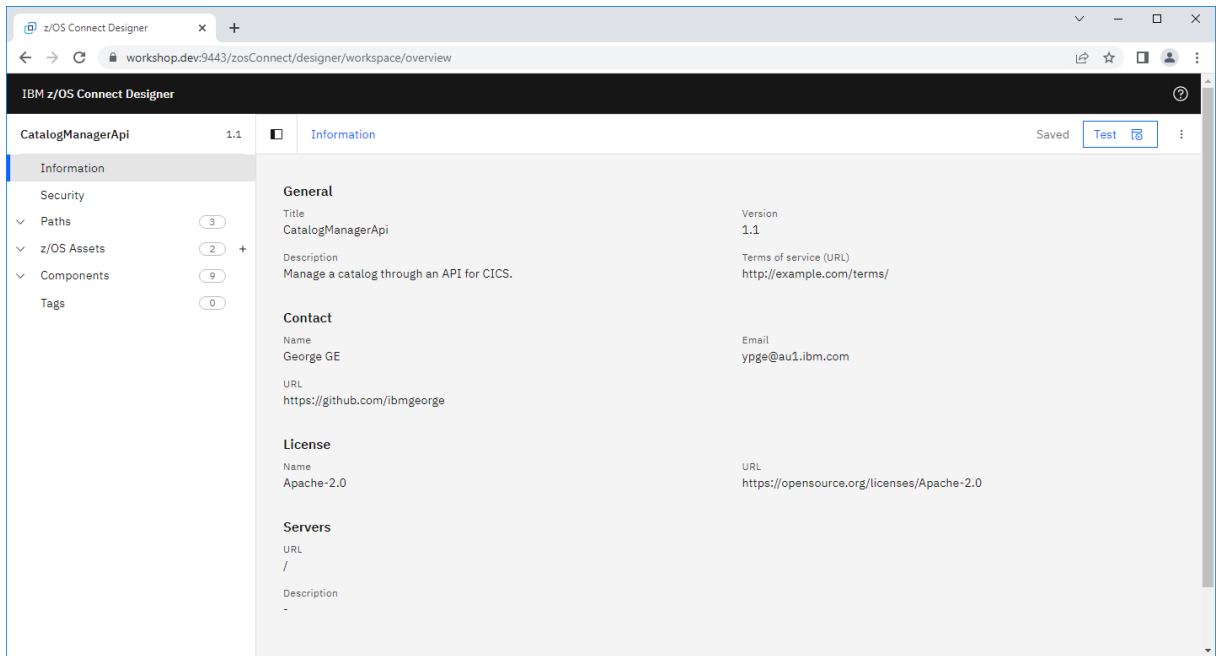 z/OS Connect Designer
workshop.dev:9443/zosConnect/designer/workspace/overview
IBM z/OS Connect Designer
CatalogManagerApi 1.1
Information
Saved
Test
Information
Security
Paths 3
z/OS Assets 2 +
Components 9
Tags 0
General
Title
CatalogManagerApi
Version
1.1
Description
Manage a catalog through an API for CICS.
Terms of service (URL)
http://example.com/terms/
Contact
Name
George GE
Email
ypge@au1.ibm.com
URL
https://github.com/ibmgeorge
License
Name
Apache-2.0
URL
https://opensource.org/licenses/Apache-2.0
Servers
URL
/
Description
-